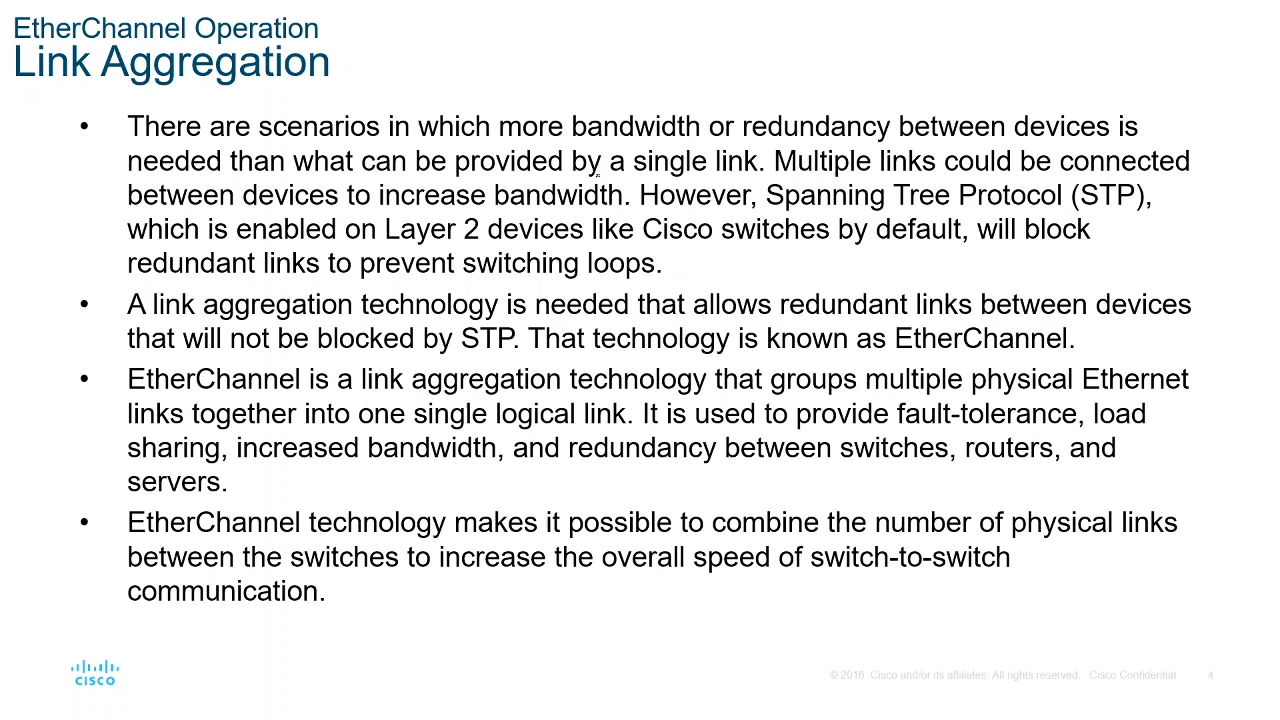 EtherChannel Operation
Link Aggregation
• There are scenarios in which more bandwidth or redundancy between devices is
needed than what can be provided by a single link. Multiple links could be connected
between devices to increase bandwidth. However, Spanning Tree Protocol (STP),
which is enabled on Layer 2 devices like Cisco switches by default, will block
redundant links to prevent switching loops.
• A link aggregation technology is needed that allows redundant links between devices
that will not be blocked by STP. That technology is known as EtherChannel.
• EtherChannel is a link aggregation technology that groups multiple physical Ethernet
links together into one single logical link. It is used to provide fault-tolerance, load
sharing, increased bandwidth, and redundancy between switches, routers, and
servers.
• EtherChannel technology makes it possible to combine the number of physical links
between the switches to increase the overall speed of switch-to-switch
communication.
CISCO
© 2016 Cisco and/or its affiliates. All rights reserved. Cisco Confidential 4